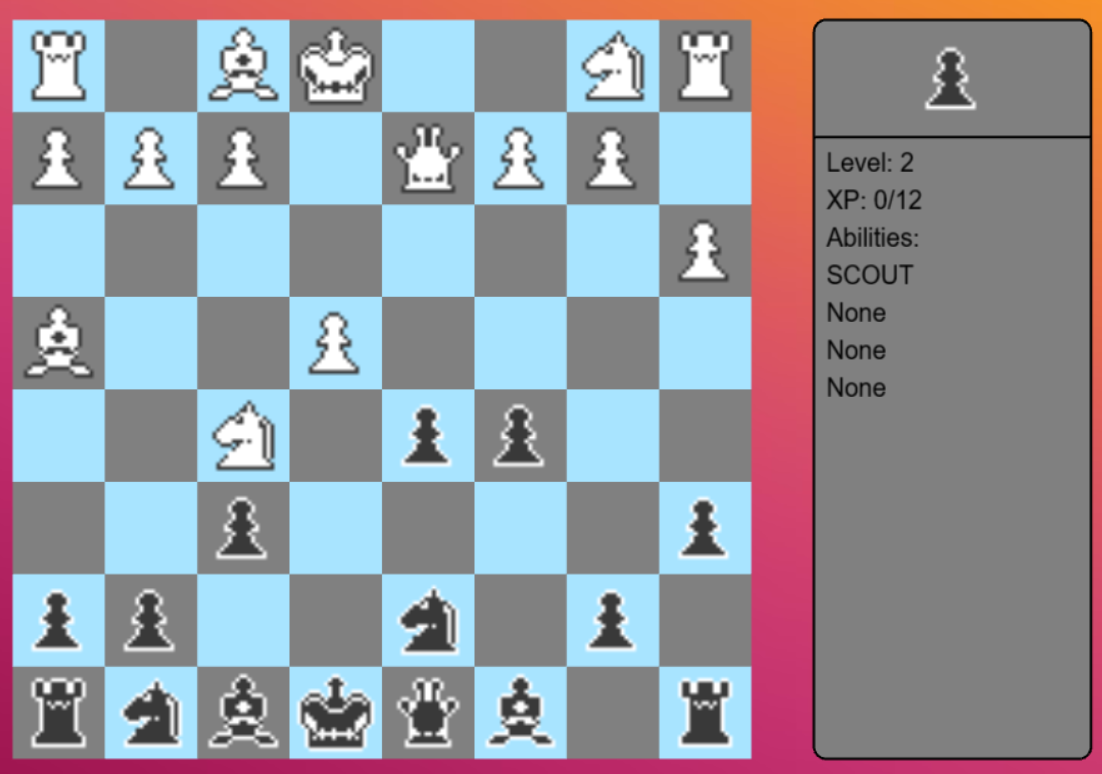 Level: 2
XP: 0/12
Abilities:
SCOUT
None
None
None